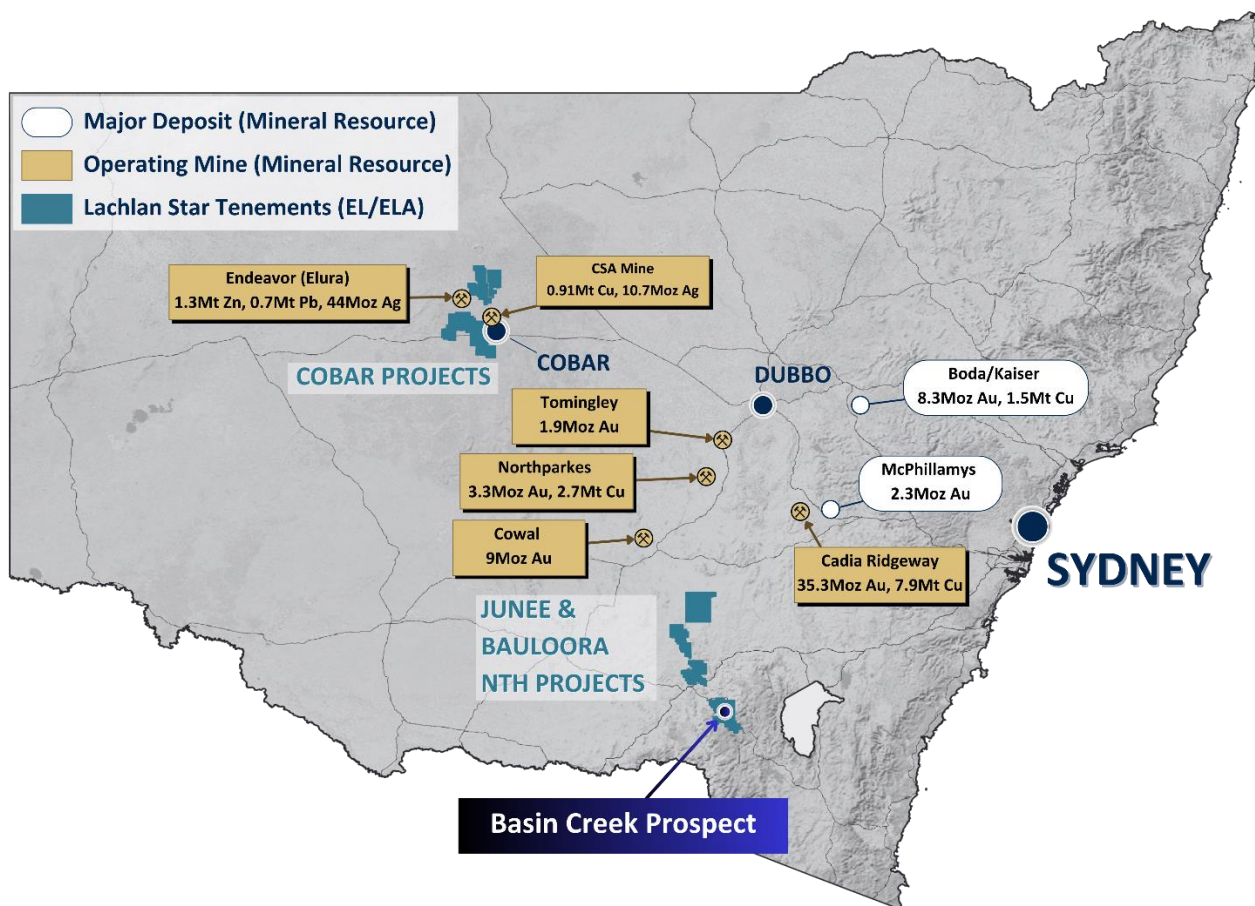 Major Deposit (Mineral Resource)
Operating Mine (Mineral Resource)
Lachlan Star Tenements (EL/ELA)
Endeavor (Elura)
1.3Mt Zn, 0.7Mt Pb, 44Moz Ag
CSA Mine
0.91Mt Cu, 10.7Moz Ag
COBAR PROJECTS
COBAR
DUBBO
Boda/Kaiser
8.3Moz Au, 1.5Mt Cu
Tomingley
1.9Moz Au
Northparkes
3.3Moz Au, 2.7Mt Cu
McPhillamys
2.3Moz Au
Cowal
9Moz Au
Cadia Ridgeway
35.3Moz Au, 7.9Mt Cu
SYDNEY
JUNEE &
BAULOORA
NTH PROJECTS
Basin Creek Prospect